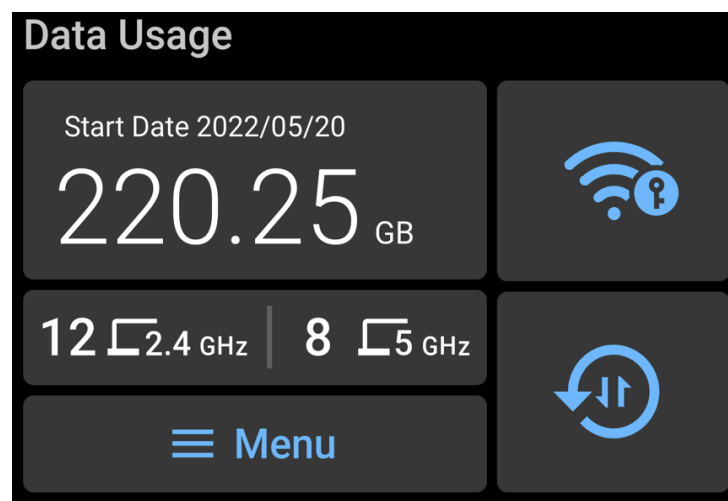 Data Usage
Start Date 2022/05/20
220.25 GB
12 2.4 GHz | 8 5 GHz
Menu